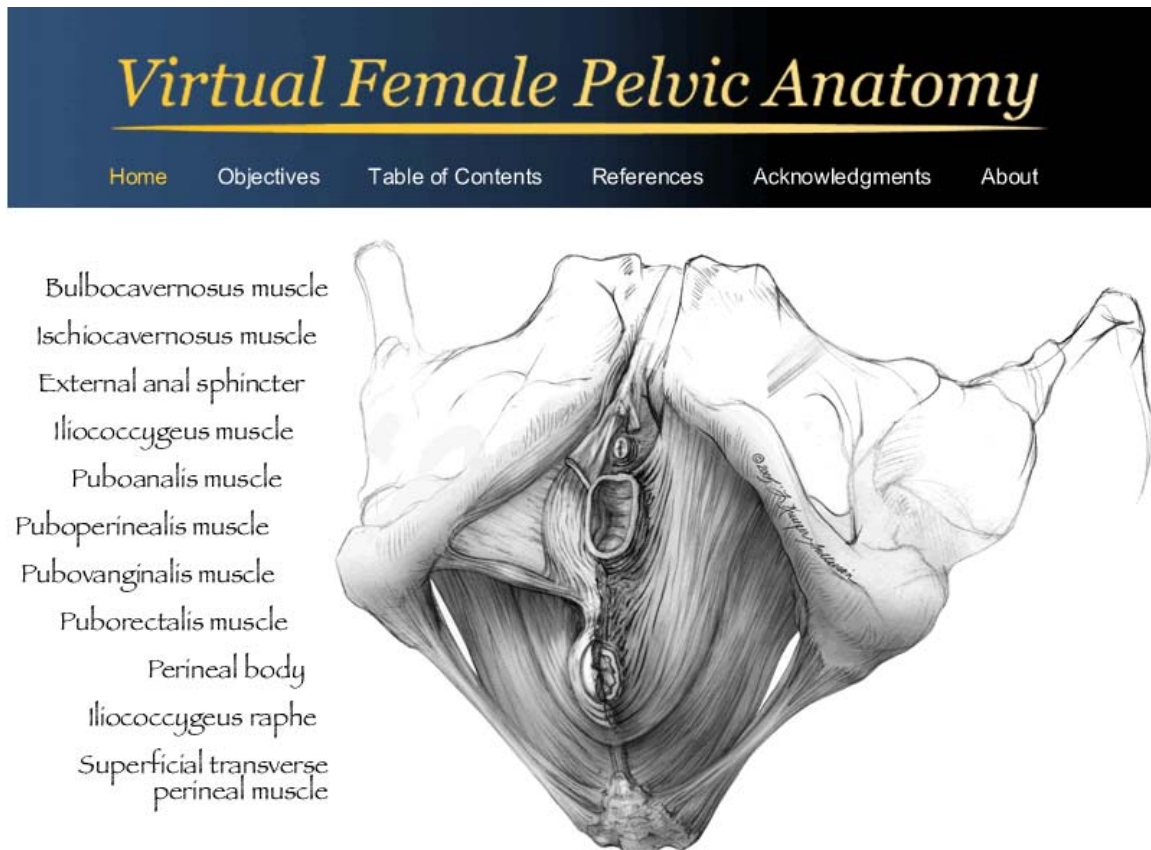 Virtual Female Pelvic Anatomy
Home Objectives Table of Contents References Acknowledgments About
Bulbocavernosus muscle
Ischiocavernosus muscle
External anal sphincter
Iliococcygeus muscle
Puboanalis muscle
Puboperinealis muscle
Pubovanginalis muscle
Puborectalis muscle
Perineal body
Iliococcygeus raphe
Superficial transverse
perineal muscle